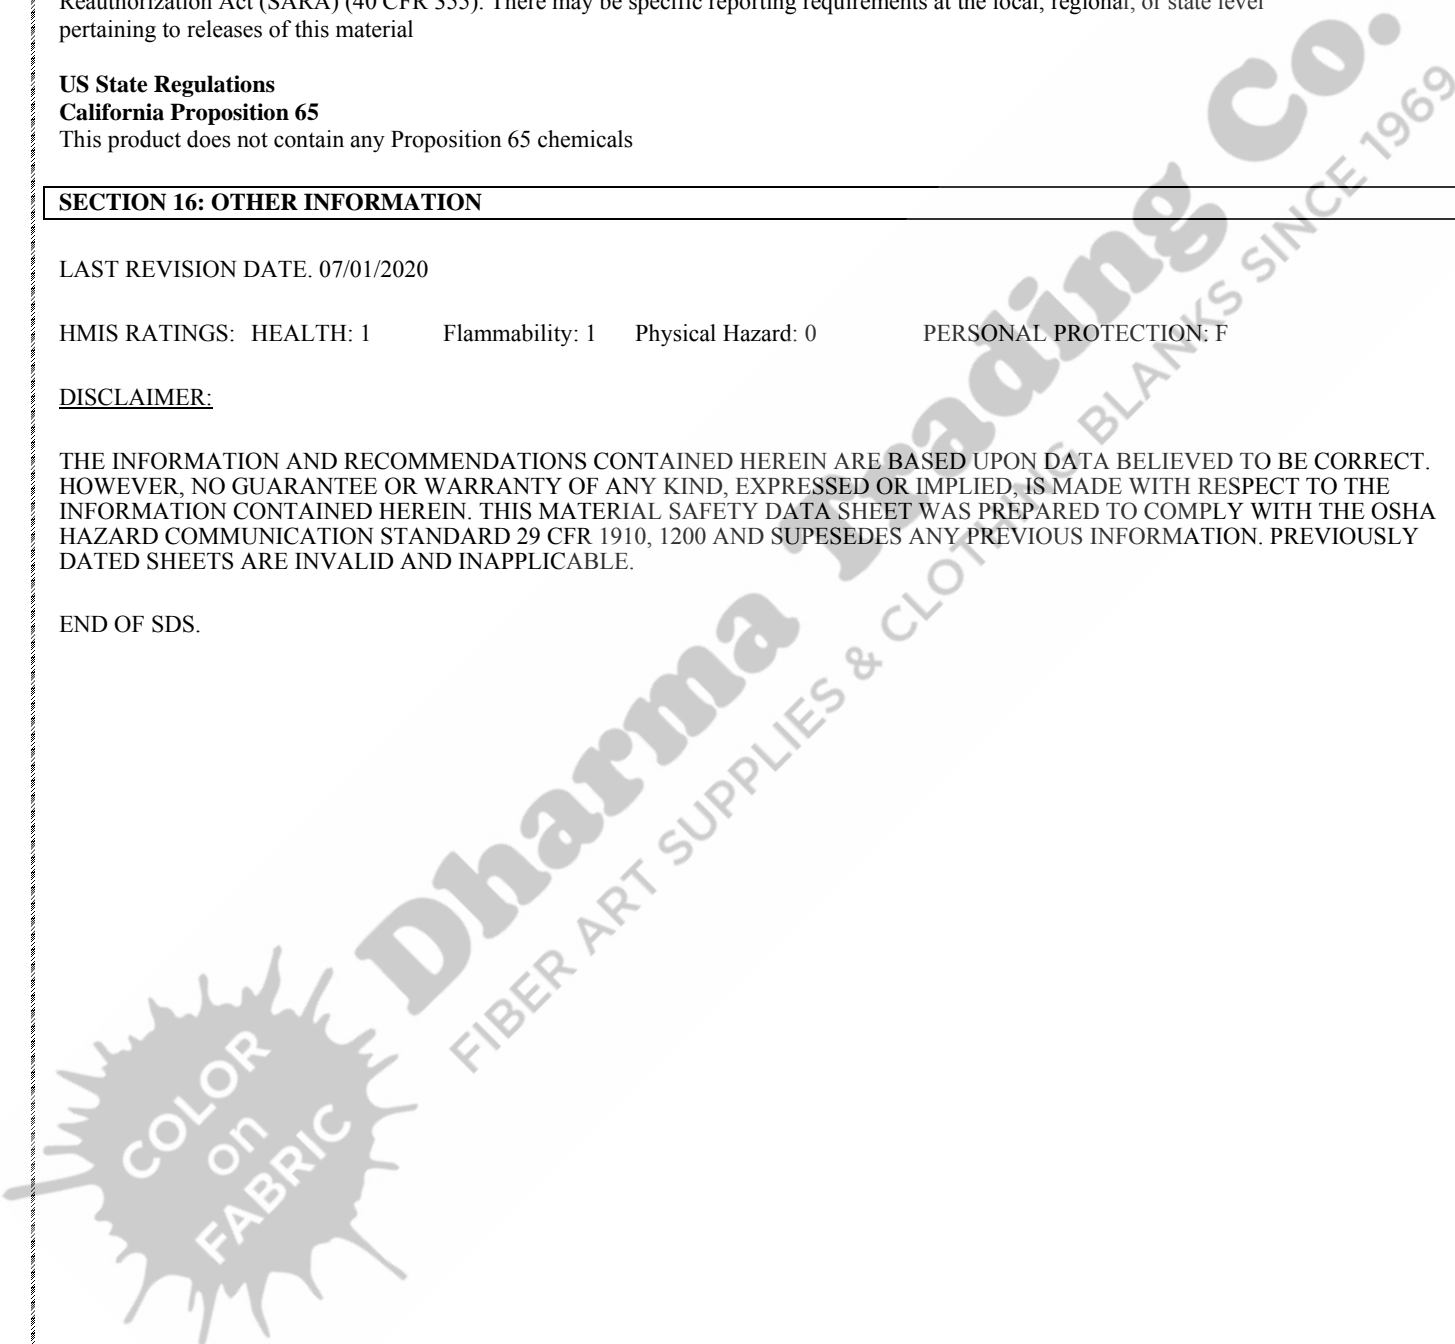 Reauthorization Act (SARA) (40 CFR 355). There may be specific reporting requirements at the local, regional, or state level
pertaining to releases of this material
US State Regulations
California Proposition 65
This product does not contain any Proposition 65 chemicals
SECTION 16: OTHER INFORMATION
LAST REVISION DATE. 07/01/2020
HMIS RATINGS: HEALTH: 1 Flammability: 1 Physical Hazard: 0 PERSONAL PROTECTION: F
DISCLAIMER:
THE INFORMATION AND RECOMMENDATIONS CONTAINED HEREIN ARE BASED UPON DATA BELIEVED TO BE CORRECT.
HOWEVER, NO GUARANTEE OR WARRANTY OF ANY KIND, EXPRESSED OR IMPLIED, IS MADE WITH RESPECT TO THE
INFORMATION CONTAINED HEREIN. THIS MATERIAL SAFETY DATA SHEET WAS PREPARED TO COMPLY WITH THE OSHA
HAZARD COMMUNICATION STANDARD 29 CFR 1910, 1200 AND SUPESEDES ANY PREVIOUS INFORMATION. PREVIOUSLY
DATED SHEETS ARE INVALID AND INAPPLICABLE.
END OF SDS.
Dharma Trading Co.
FIBER ART SUPPLIES & CLOTHING BLANKS SINCE 1969
COLOR
on
FABRIC